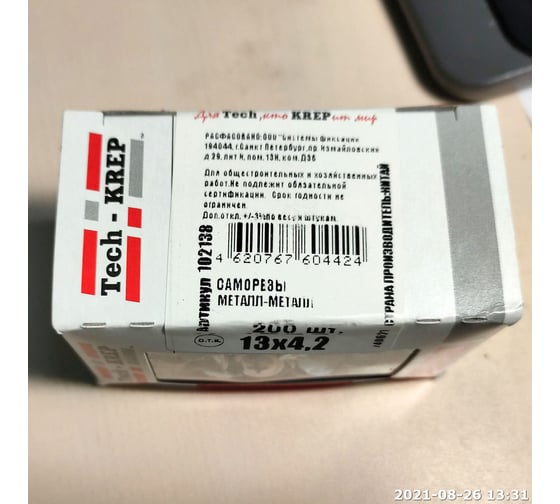 Для Tech кто KREPит мир
РАСФАСОВАНО:ООО "Системы фиксации
194044, г.Санкт Петербург,пр. Измайловский
д 29, лит Н, пом. 13Н, ком.
Для общестроительных и хозяйственных
работ.Не подлежит обязательной
сертификации. Срок годности не
ограничен.
Доп.откл. +/-3%по весу и штукам.
4 620767 604424
САМОРЕЗЫ
МЕТАЛЛ-МЕТАЛЛ
200 шт.
О.Т.К.
13х4,2
Артикул 102138
СТРАНА ПРОИЗВОДИТЕЛЬ:КИТАЙ
Tech - KREP
Tech - KREP
2021-08-26 13:31